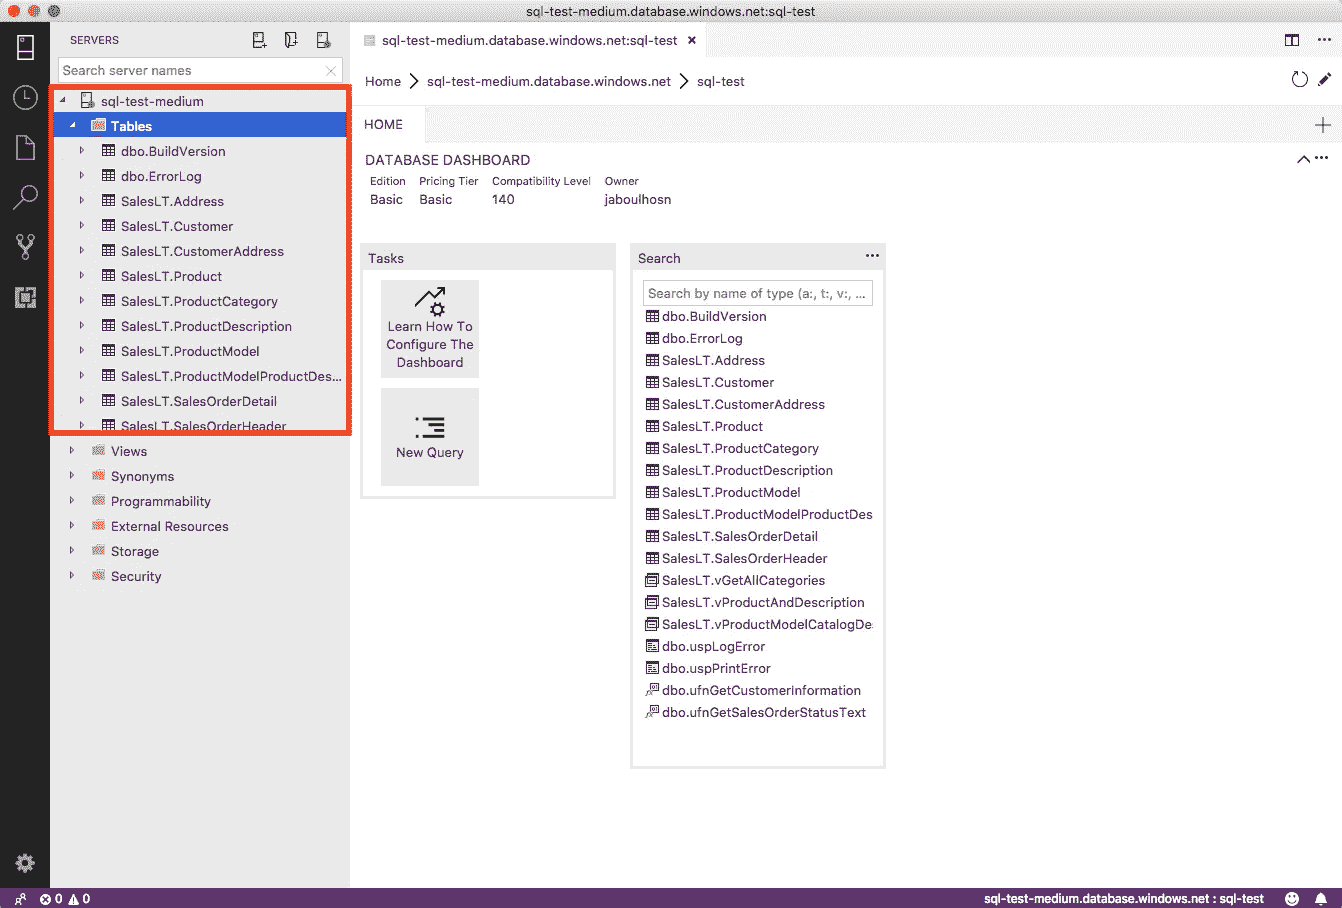 sql-test-medium.database.windows.net:sql-test
SERVERS
Search server names
sql-test-medium
Tables
dbo.BuildVersion
dbo.ErrorLog
SalesLT.Address
SalesLT.Customer
SalesLT.CustomerAddress
SalesLT.Product
SalesLT.ProductCategory
SalesLT.ProductDescription
SalesLT.ProductModel
SalesLT.ProductModelProductDes...
SalesLT.SalesOrderDetail
SalesLT.SalesOrderHeader
Views
Synonyms
Programmability
External Resources
Storage
Security
sql-test-medium.database.windows.net:sql-test
Home > sql-test-medium.database.windows.net > sql-test
HOME
DATABASE DASHBOARD
Edition Pricing Tier Compatibility Level Owner
Basic Basic 140 jaboulhosn
Tasks
Learn How To
Configure The
Dashboard
New Query
Search
Search by name of type (a:, t:, v:, ...
dbo.BuildVersion
dbo.ErrorLog
SalesLT.Address
SalesLT.Customer
SalesLT.CustomerAddress
SalesLT.Product
SalesLT.ProductCategory
SalesLT.ProductDescription
SalesLT.ProductModel
SalesLT.ProductModelProductDes
SalesLT.SalesOrderDetail
SalesLT.SalesOrderHeader
SalesLT.vGetAllCategories
SalesLT.vProductAndDescription
SalesLT.vProductModelCatalogDe
dbo.uspLogError
dbo.uspPrintError
dbo.ufnGetCustomerInformation
dbo.ufnGetSalesOrderStatusText
0 0
sql-test-medium.database.windows.net : sql-test